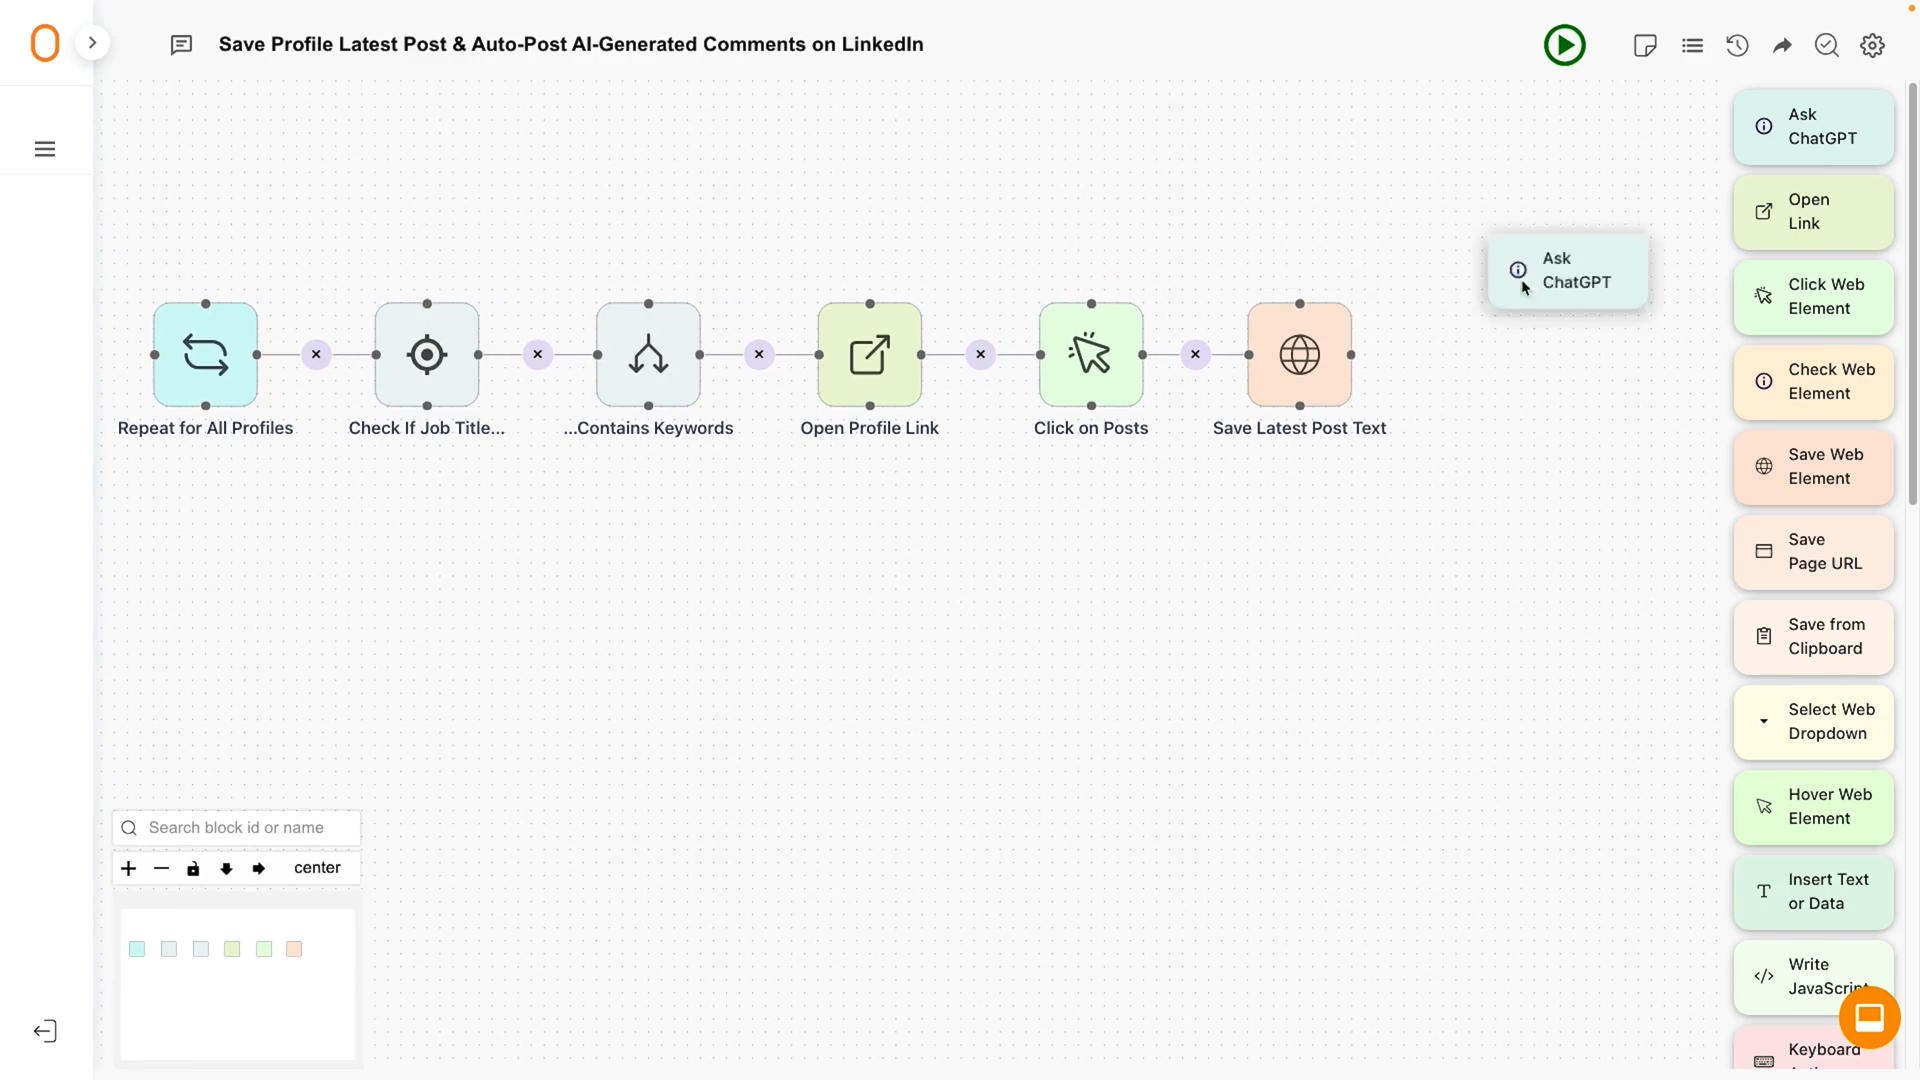 Save Profile Latest Post & Auto-Post AI-Generated Comments on LinkedIn
Ask
ChatGPT
Open
Link
Ask
ChatGPT
Click Web
Element
Check Web
Element
Repeat for All Profiles
Check If Job Title...
...Contains Keywords
Open Profile Link
Click on Posts
Save Latest Post Text
Save Web
Element
Save
Page URL
Save from
Clipboard
Select Web
Dropdown
Hover Web
Element
Search block id or name
center
Insert Text
or Data
Write
JavaScript
Keyboard